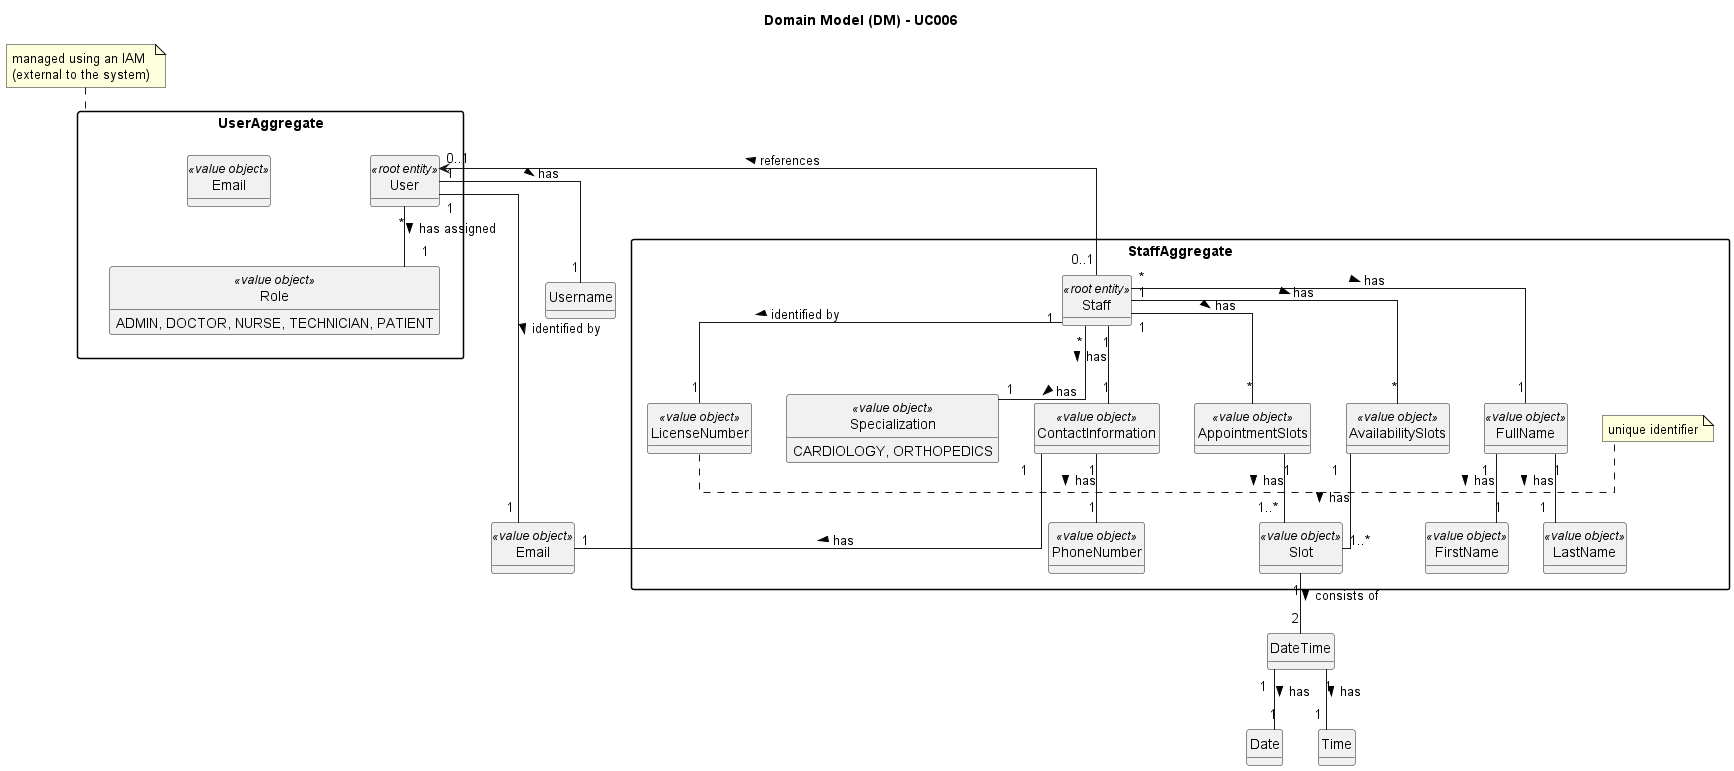 Domain Model (DM) - UC006
managed using an IAM
(external to the system)
UserAggregate
«value object»
Email
«root entity»
User
0..1
1
has
references
1
*
has assigned
1
«value object»
Role
ADMIN, DOCTOR, NURSE, TECHNICIAN, PATIENT
1
Username
identified by
StaffAggregate
0..1
«root entity»
Staff
*
1
1
has
has
has
identified by
1
*
has
1
1
has
1
1
*
*
1
«value object»
LicenseNumber
«value object»
Specialization
CARDIOLOGY, ORTHOPEDICS
«value object»
ContactInformation
«value object»
AppointmentSlots
«value object»
AvailabilitySlots
«value object»
FullName
unique identifier
1
1
has
1
has
1
has
1
has
1
has
1
1
1..*
1
1
«value object»
Email
1
has
«value object»
PhoneNumber
«value object»
Slot
1..*
«value object»
FirstName
«value object»
LastName
1
consists of
2
DateTime
1
has
1
has
1
1
Date
Time